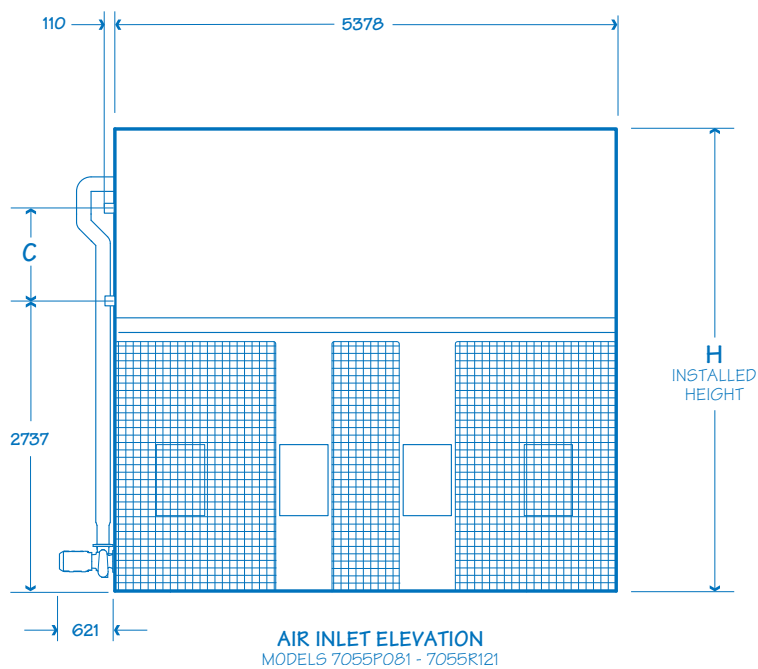 110
5378
C
H
INSTALLED
HEIGHT
2737
621
AIR INLET ELEVATION
MODELS 7055P081 - 7055R121